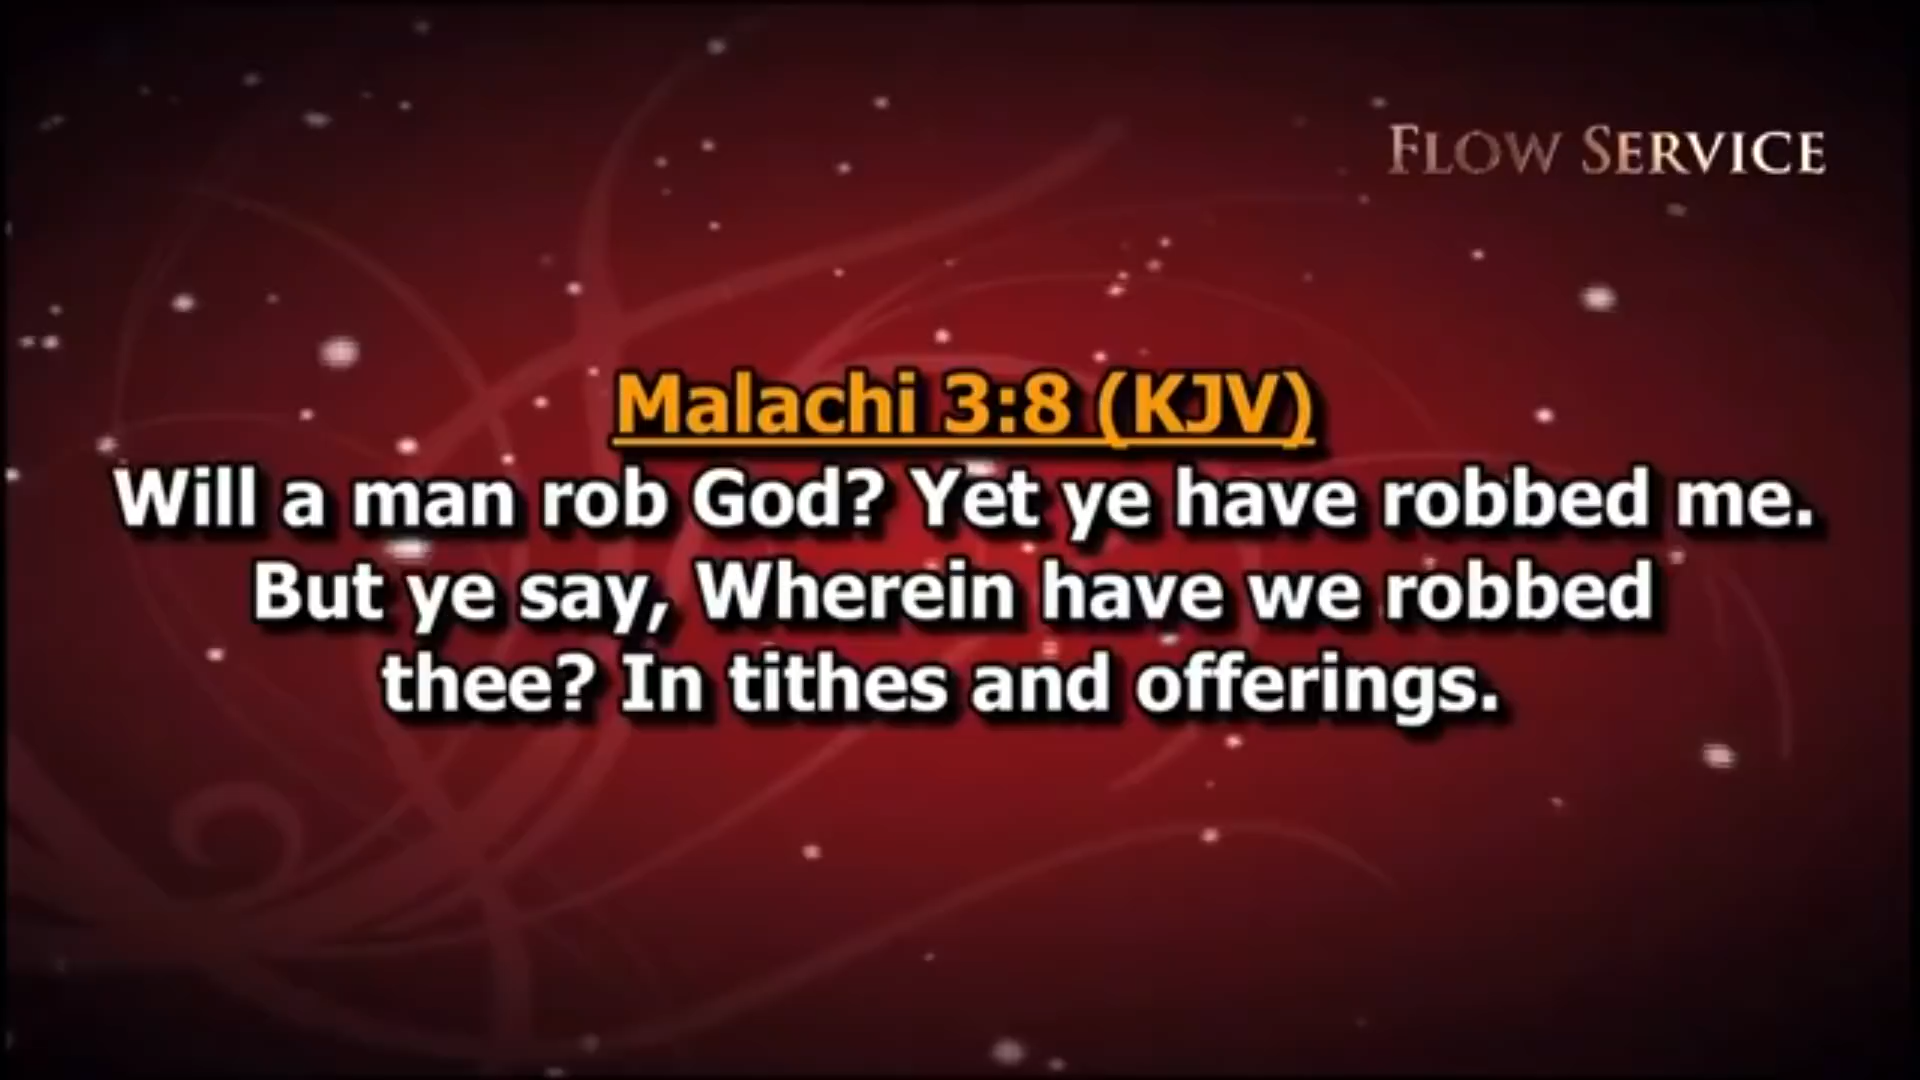 FLOW SERVICE
Malachi 3:8 (KJV)
Will a man rob God? Yet ye have robbed me.
But ye say, Wherein have we robbed
thee? In tithes and offerings.